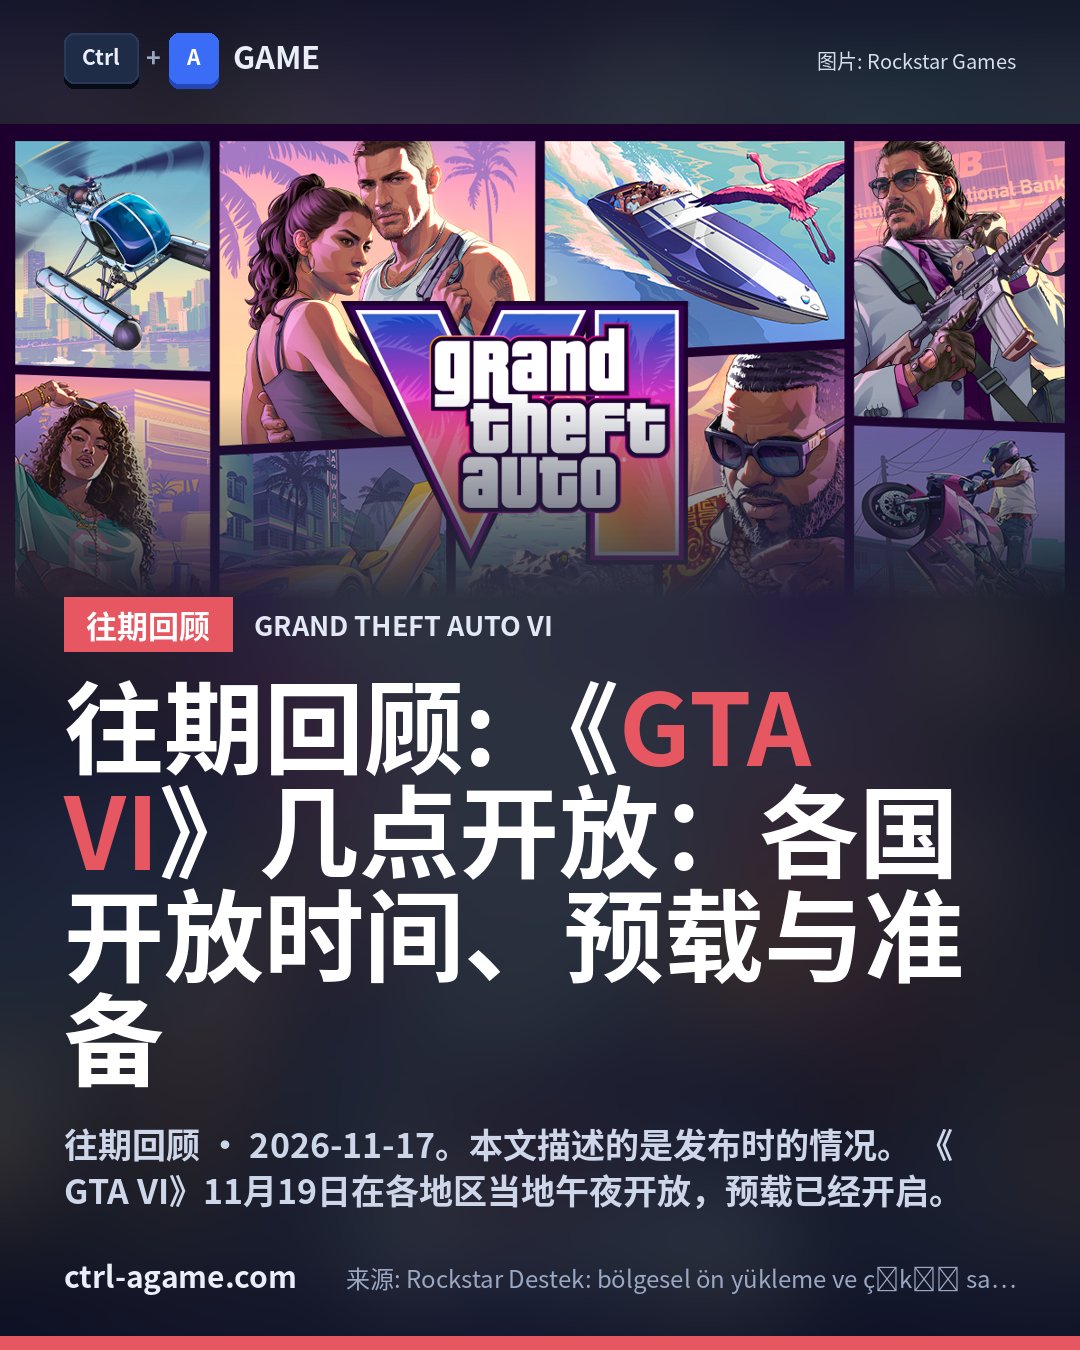 Ctrl + A GAME
图片: Rockstar Games
VI
grand
theft
auto
往期回顾
GRAND THEFT AUTO VI
往期回顾：《GTA
VI》几点开放：各国
开放时间、预载与准
备
往期回顾 · 2026-11-17。本文描述的是发布时的情况。 《
GTA VI》11月19日在各地区当地午夜开放，预载已经开启。
ctrl-agame.com
来源: Rockstar Destek: bölgesel ön yükleme ve sa…